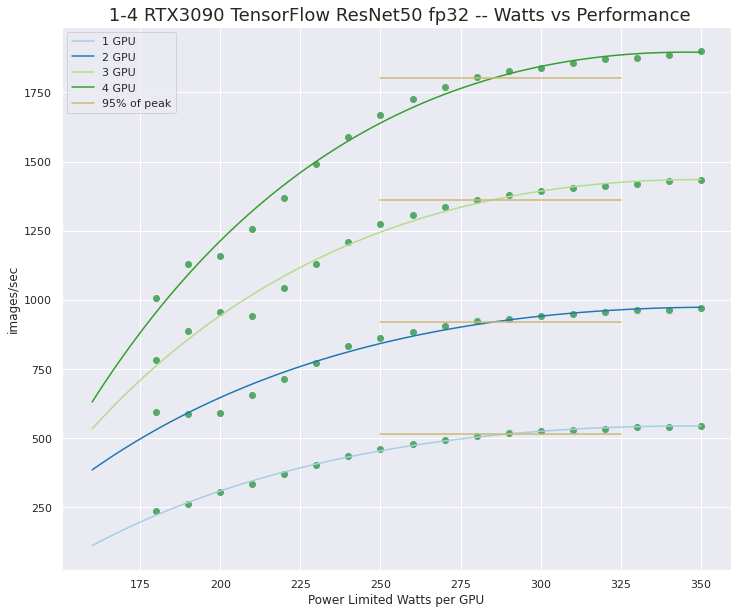 1-4 RTX3090 TensorFlow ResNet50 fp32 -- Watts vs Performance
1 GPU
2 GPU
3 GPU
4 GPU
95% of peak
images/sec
1750
1500
1250
1000
750
500
250
175
200
225
250
275
300
325
350
Power Limited Watts per GPU